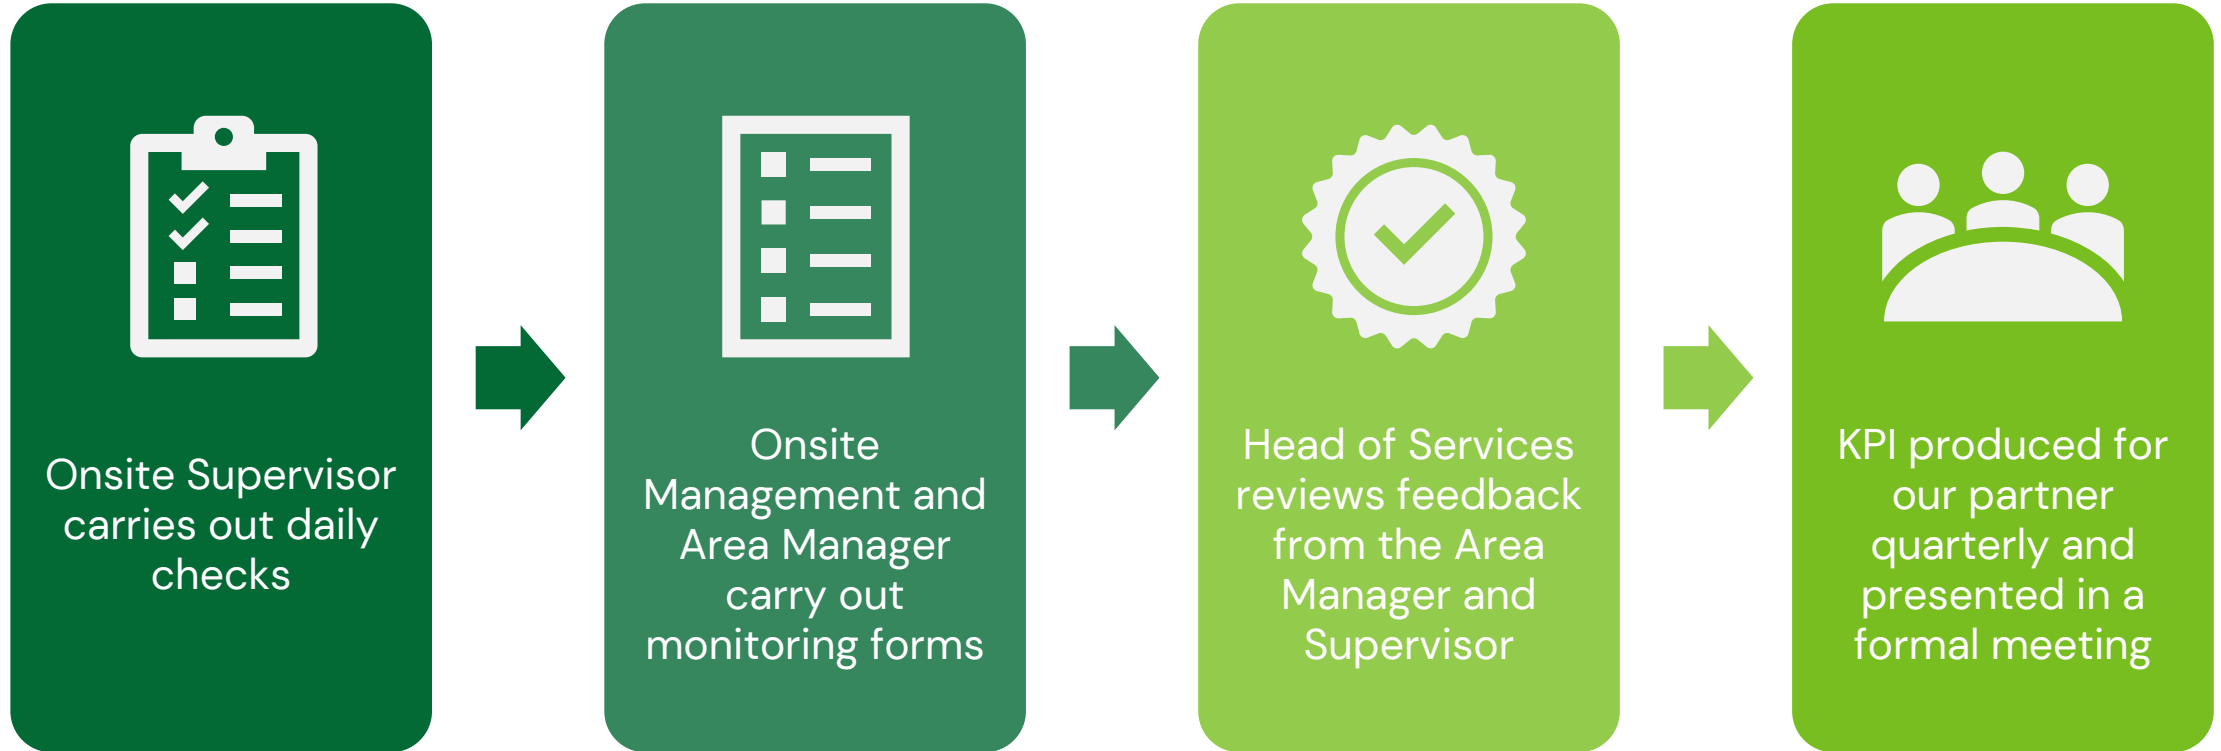 Onsite Supervisor
carries out daily
checks
Onsite
Management and
Area Manager
carry out
monitoring forms
Head of Services
reviews feedback
from the Area
Manager and
Supervisor
KPI produced for
our partner
quarterly and
presented in a
formal meeting